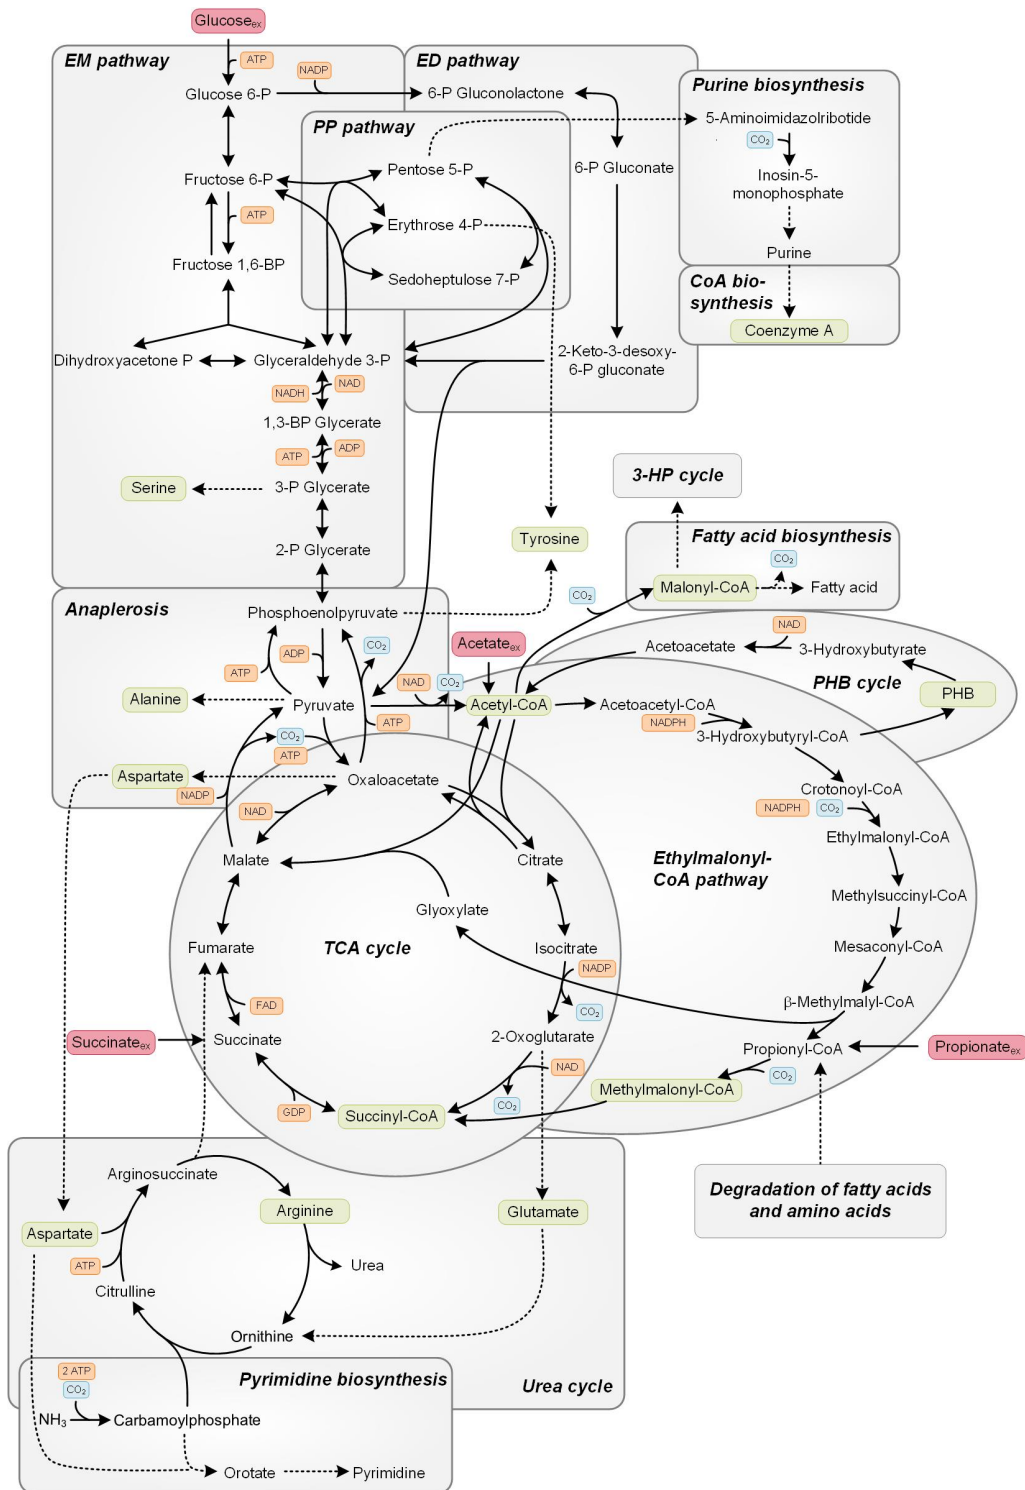 Glucose_ex
EM pathway
ATP
NADP
ED pathway
Glucose 6-P
6-P Gluconolactone
Purine biosynthesis
5-Aminoimidazolribotide
CO₂
Inosin-5-
monophosphate
Purine
PP pathway
Pentose 5-P
6-P Gluconate
Fructose 6-P
ATP
Erythrose 4-P
Fructose 1,6-BP
Sedoheptulose 7-P
CoA bio-
synthesis
Coenzyme A
Dihydroxyacetone P
Glyceraldehyde 3-P
2-Keto-3-desoxy-
6-P gluconate
NADH
NAD
1,3-BP Glycerate
ATP
ADP
Serine
3-P Glycerate
3-HP cycle
2-P Glycerate
Tyrosine
Fatty acid biosynthesis
CO₂
Malonyl-CoA
Fatty acid
Anaplerosis
Phosphoenolpyruvate
CO₂
Acetate_ex
NAD
Acetoacetate
3-Hydroxybutyrate
ATP
ADP
CO₂
NAD
CO₂
PHB cycle
PHB
Alanine
Pyruvate
Acetyl-CoA
Acetoacetyl-CoA
NADPH
3-Hydroxybutyryl-CoA
ATP
CO₂
ATP
Aspartate
NADP
Oxaloacetate
Crotonoyl-CoA
NADPH
CO₂
NAD
Ethylmalonyl-CoA
Malate
Citrate
Ethylmalonyl-
CoA pathway
Methylsuccinyl-CoA
Glyoxylate
Fumarate
TCA cycle
Isocitrate
Mesaconyl-CoA
NADP
FAD
CO₂
β-Methylmalyl-CoA
Succinate_ex
Succinate
2-Oxoglutarate
Propionyl-CoA
Propionate_ex
NAD
CO₂
Methylmalonyl-CoA
GDP
Succinyl-CoA
CO₂
Arginosuccinate
Degradation of fatty acids
and amino acids
Aspartate
Arginine
Glutamate
ATP
Urea
Citrulline
Ornithine
2 ATP
CO₂
Pyrimidine biosynthesis
Urea cycle
NH₃
Carbamoylphosphate
Orotate
Pyrimidine